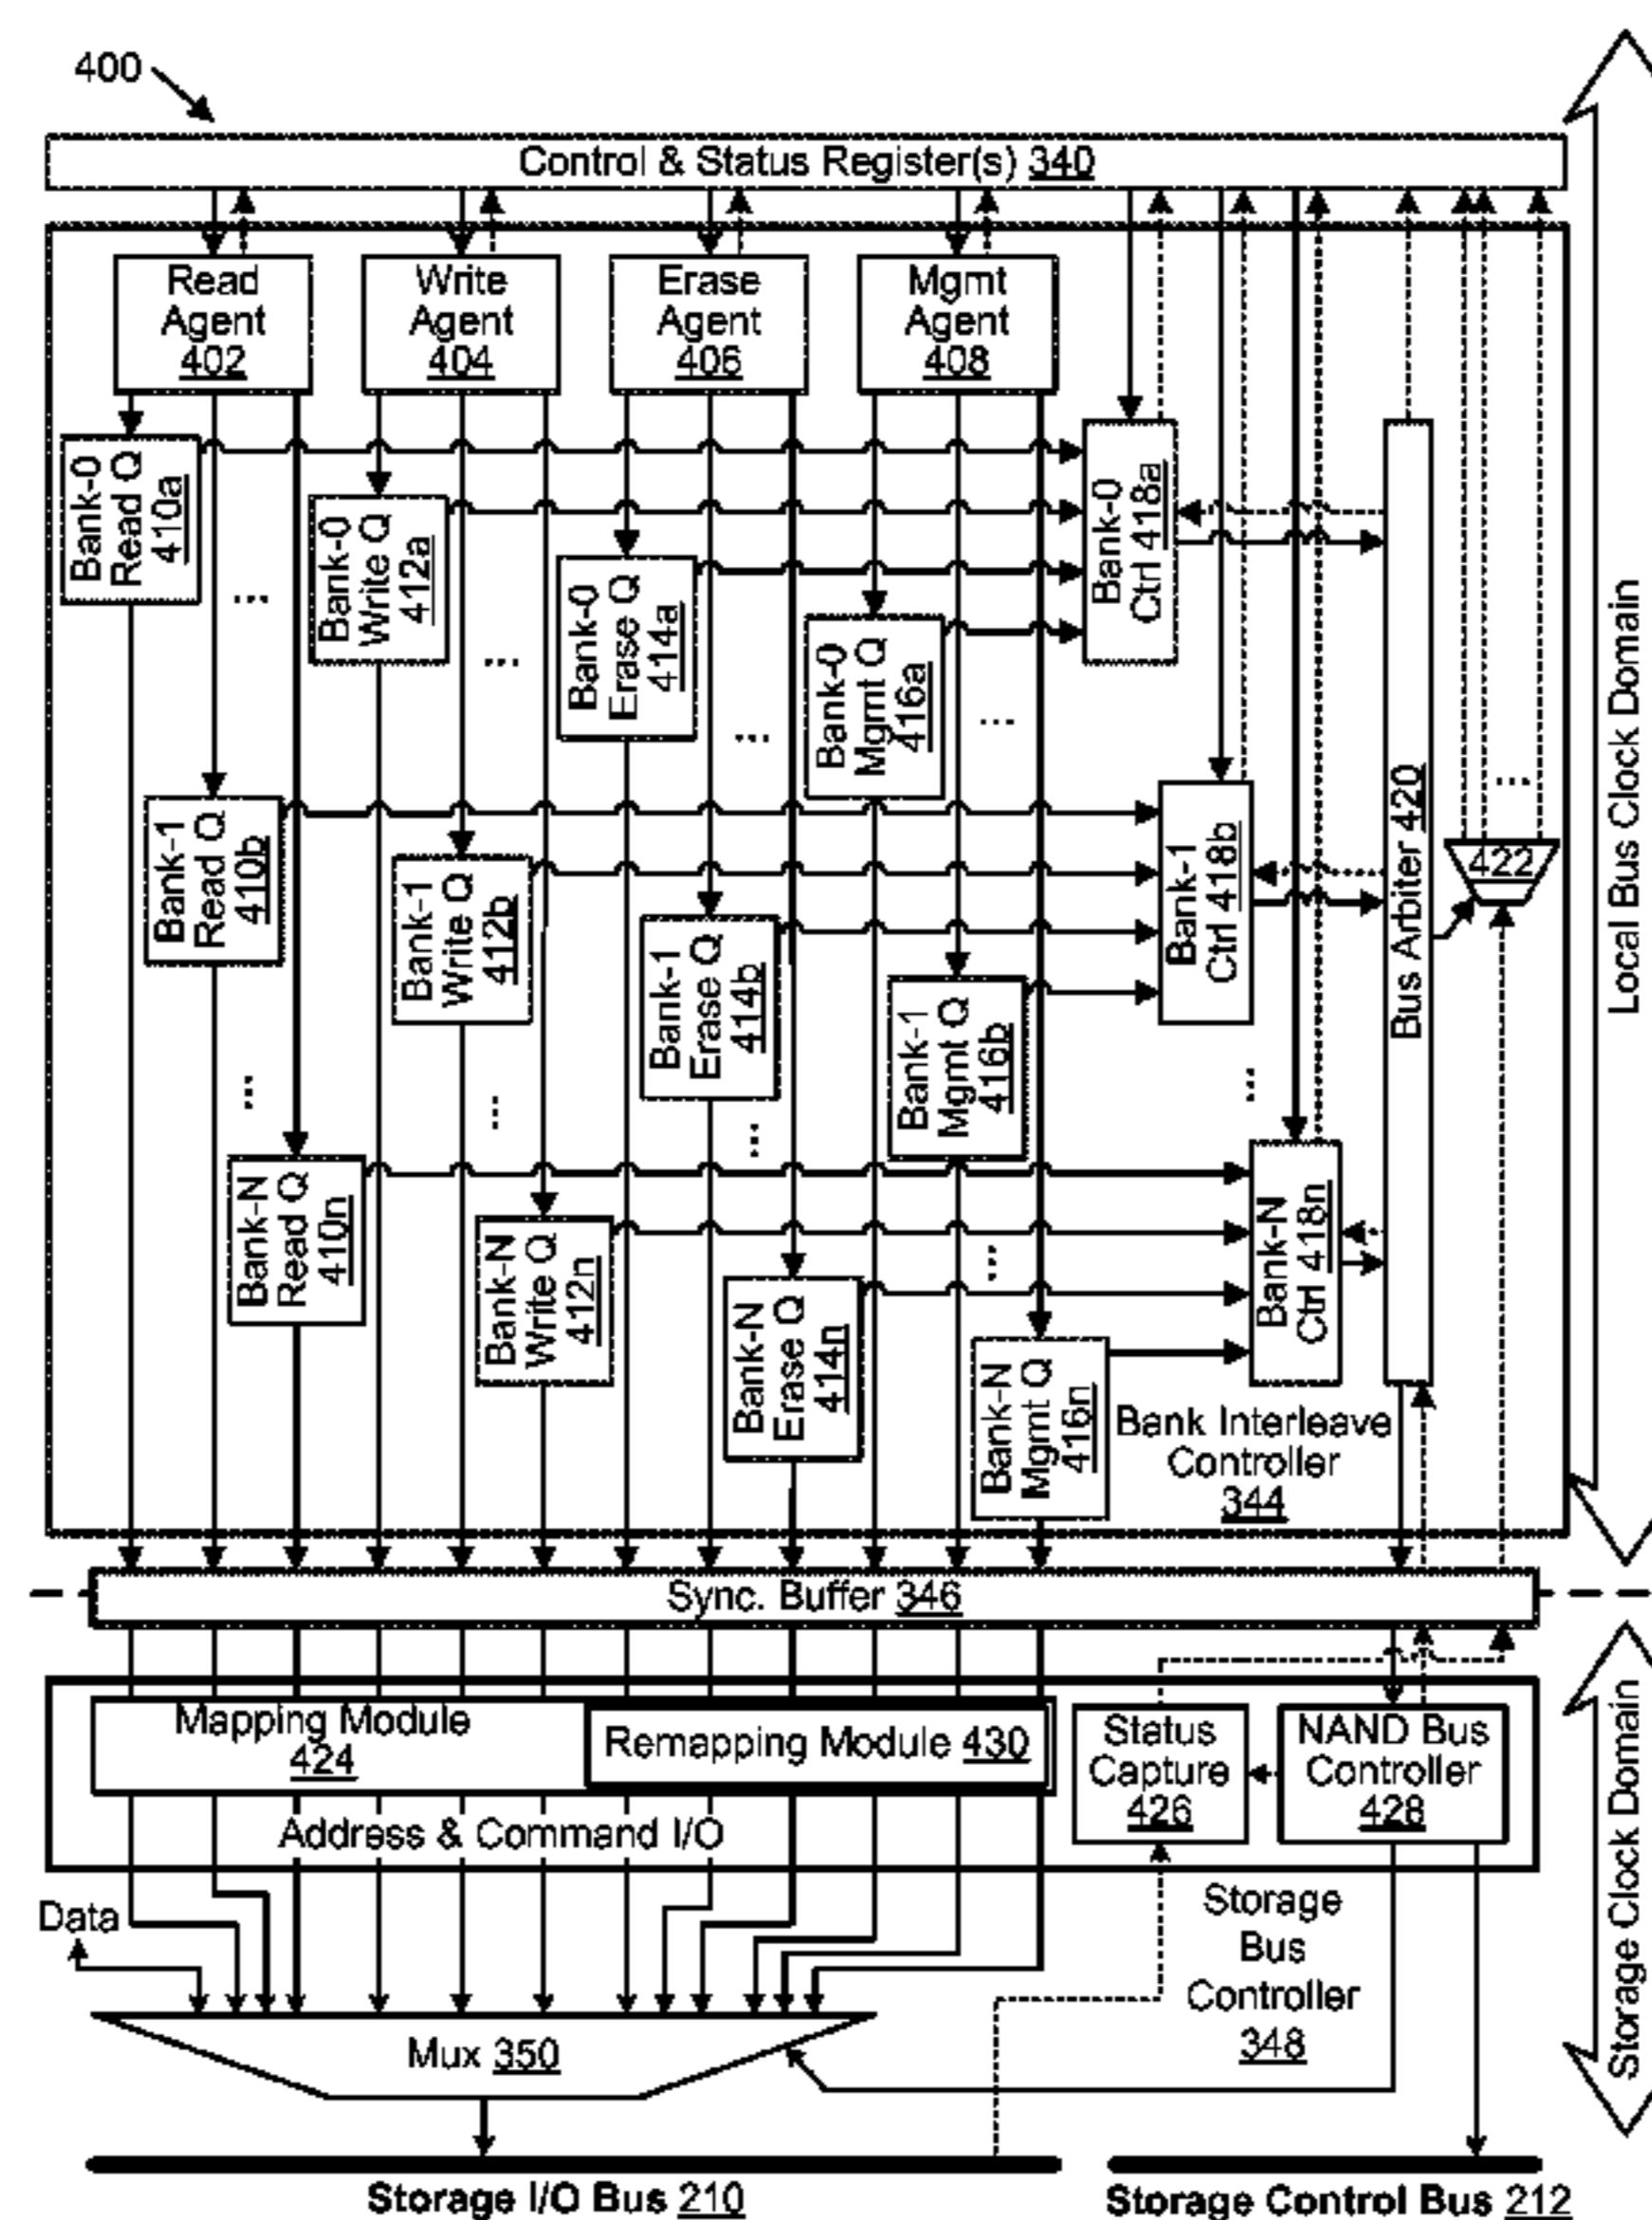 400
Control & Status Register(s) 340
Read
Agent
402
Write
Agent
404
Erase
Agent
406
Mgmt
Agent
408
Bank-0
Read Q
410a
Bank-0
Write Q
412a
Bank-0
Erase Q
414a
Bank-0
Mgmt Q
416a
Bank-0
Ctrl 418a
...
...
...
...
Bank-1
Read Q
410b
Bank-1
Write Q
412b
Bank-1
Erase Q
414b
Bank-1
Mgmt Q
416b
Bank-1
Ctrl 418b
Bus Arbiter 420
...
422
...
...
...
...
...
Bank-N
Read Q
410n
Bank-N
Write Q
412n
Bank-N
Erase Q
414n
Bank-N
Mgmt Q
416n
Bank-N
Ctrl 418n
Bank Interleave
Controller
344
Local Bus Clock Domain
Sync. Buffer 346
Mapping Module
424
Remapping Module 430
Status
Capture
426
NAND Bus
Controller
428
Address & Command I/O
Storage
Bus
Controller
348
Storage Clock Domain
Data
Mux 350
Storage I/O Bus 210
Storage Control Bus 212